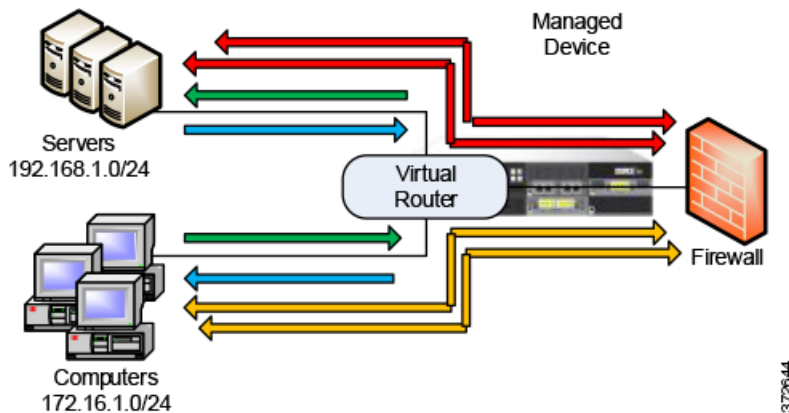 Managed
Device
Servers
192.168.1.0/24
Virtual
Router
Firewall
Computers
172.16.1.0/24
372644